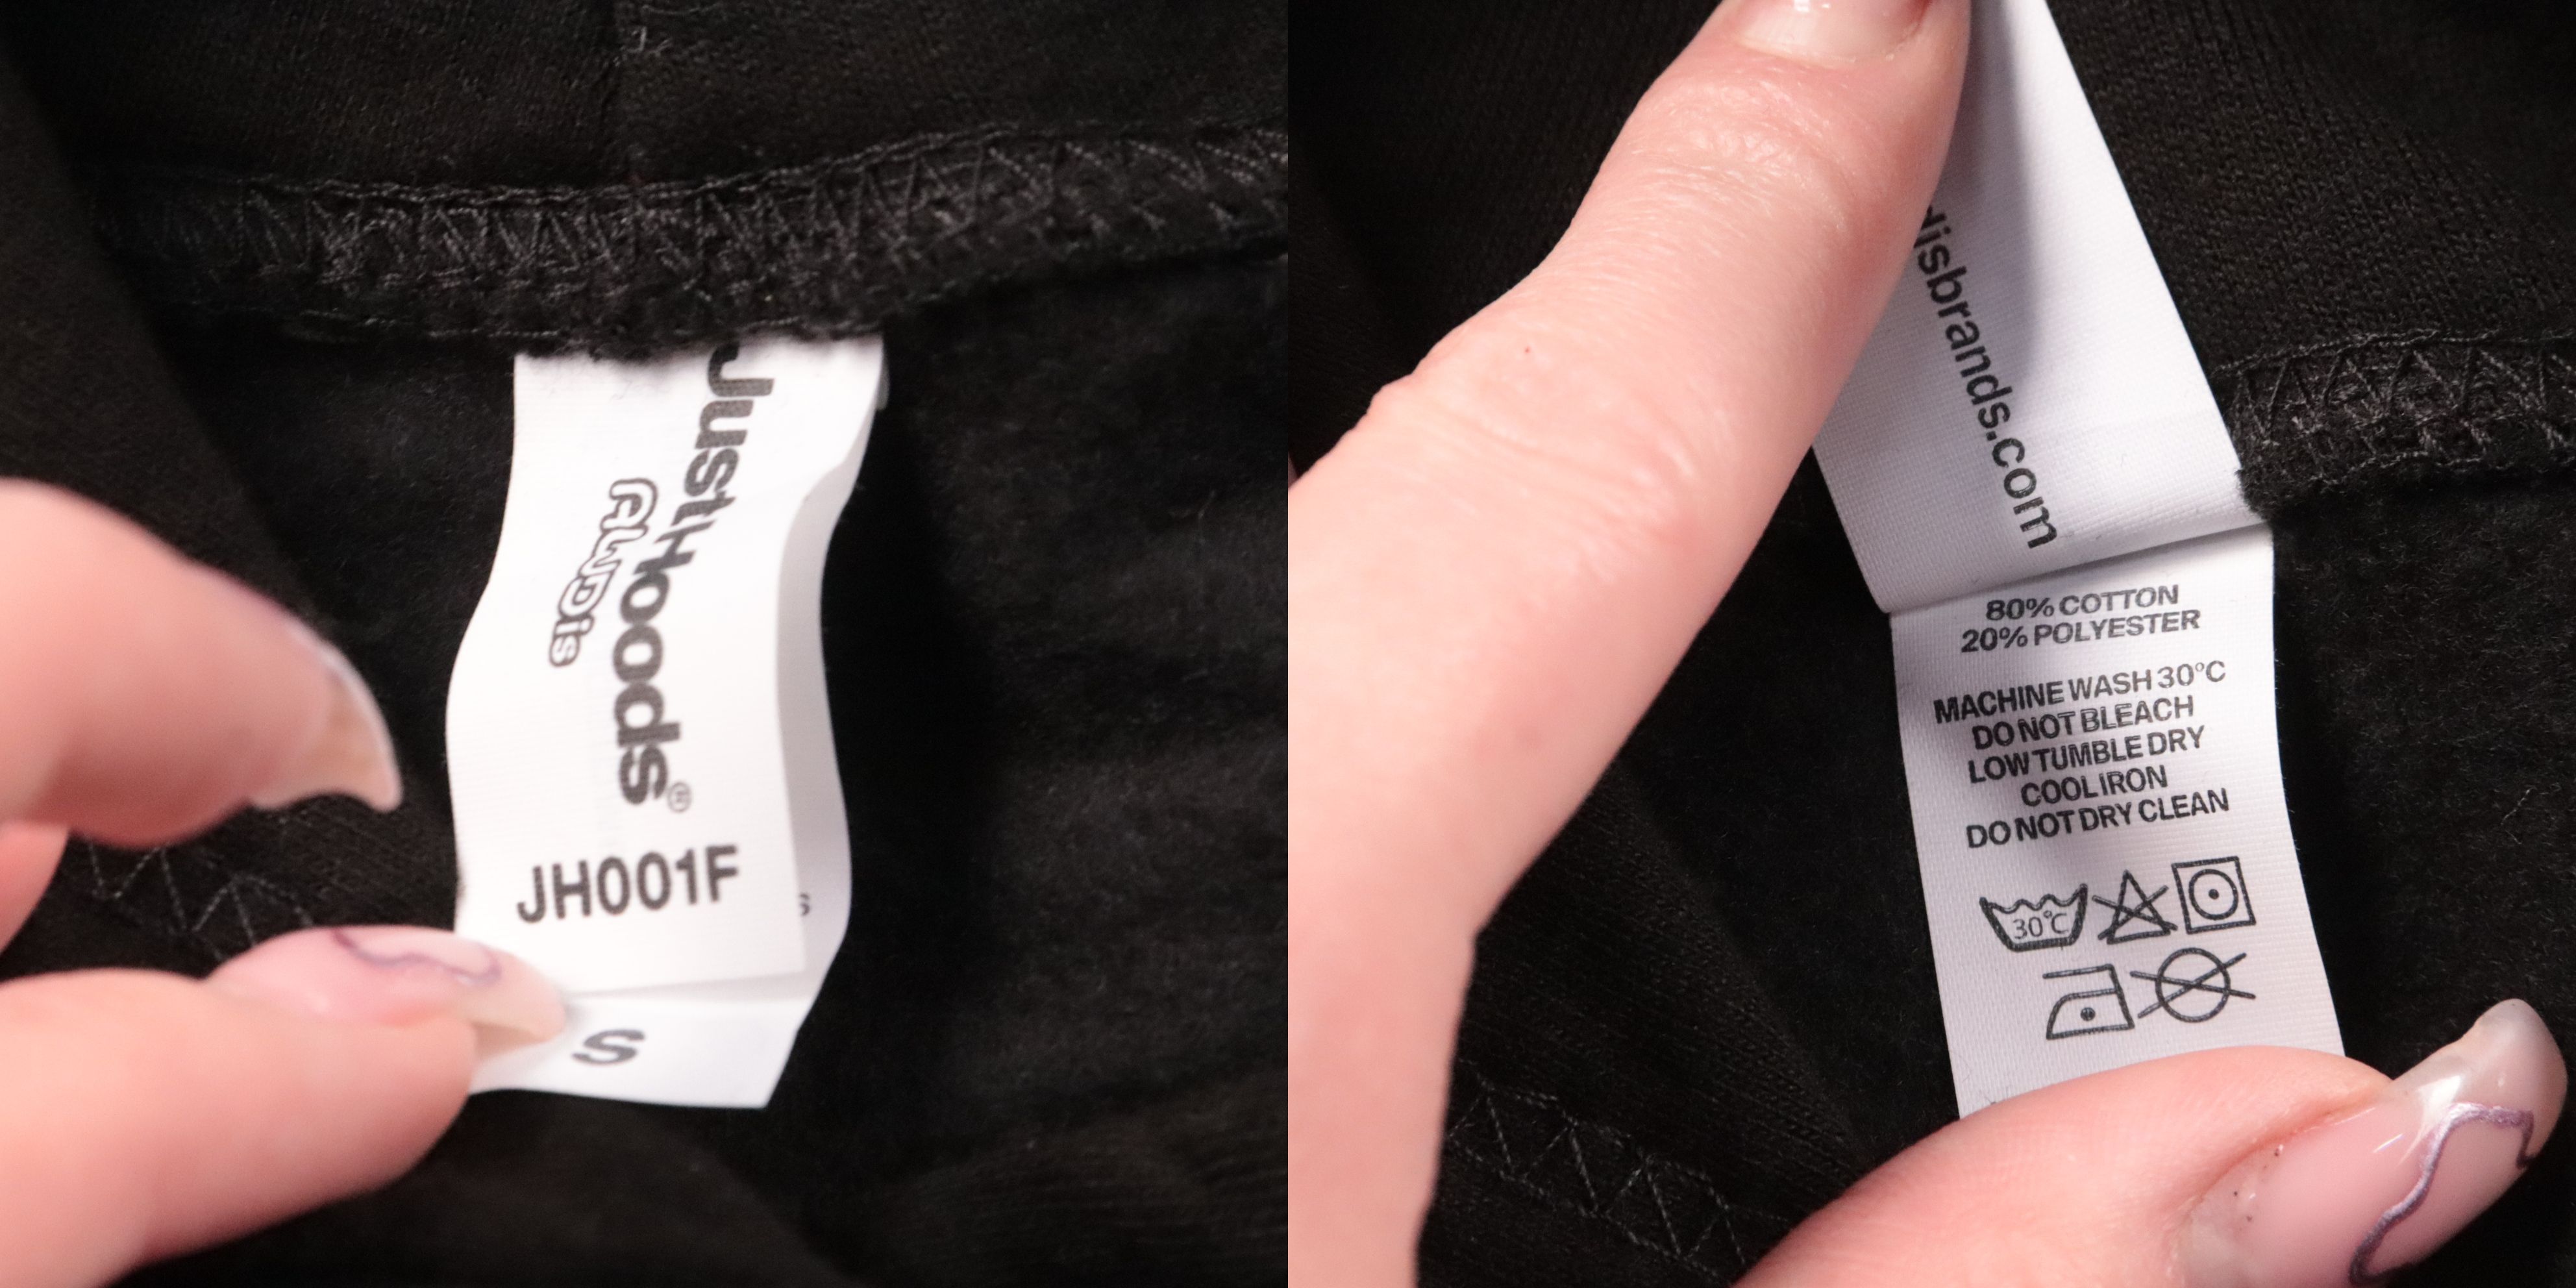 JustHoods®
AWDis
JH001F
S
s
disbrands.com
80% COTTON
20% POLYESTER
MACHINE WASH 30°C
DO NOT BLEACH
LOW TUMBLE DRY
COOL IRON
DO NOT DRY CLEAN
30°C